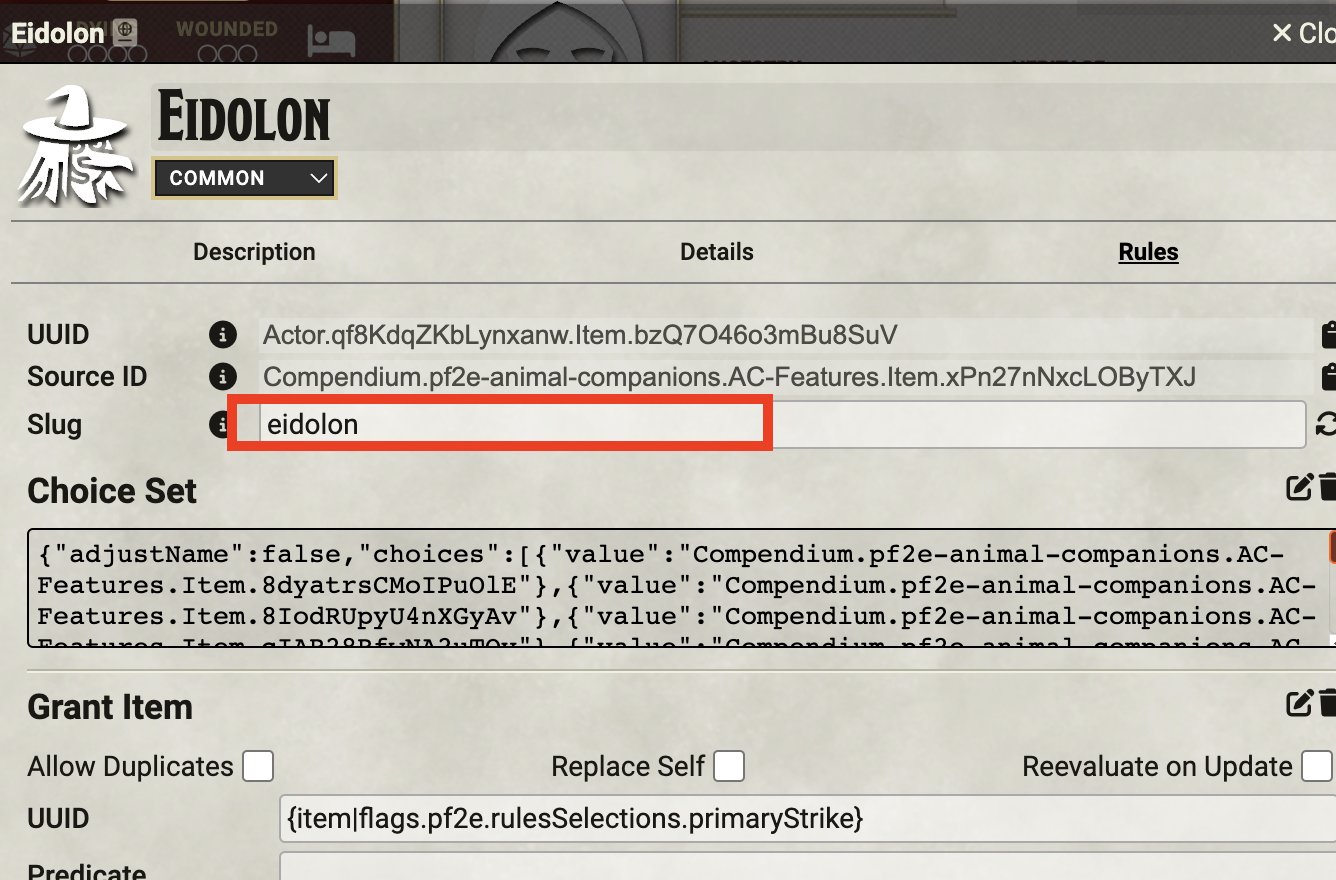 Eidolon
WOUNDED
× Clo
EIDOLON
COMMON
Description Details Rules
UUID Actor.qf8KdqZKbLynxanw.Item.bzQ7O46o3mBu8SuV
Source ID Compendium.pf2e-animal-companions.AC-Features.Item.xPn27nNxcLOByTXJ
Slug eidolon
Choice Set
{"adjustName":false,"choices":[{"value":"Compendium.pf2e-animal-companions.AC-
Features.Item.8dyatrsCMoIPuOlE"},{"value":"Compendium.pf2e-animal-companions.AC-
Features.Item.8IodRUpyU4nXGyAv"},{"value":"Compendium.pf2e-animal-companions.AC-
Grant Item
Allow Duplicates Replace Self Reevaluate on Update
UUID {item|flags.pf2e.rulesSelections.primaryStrike}
Predicate